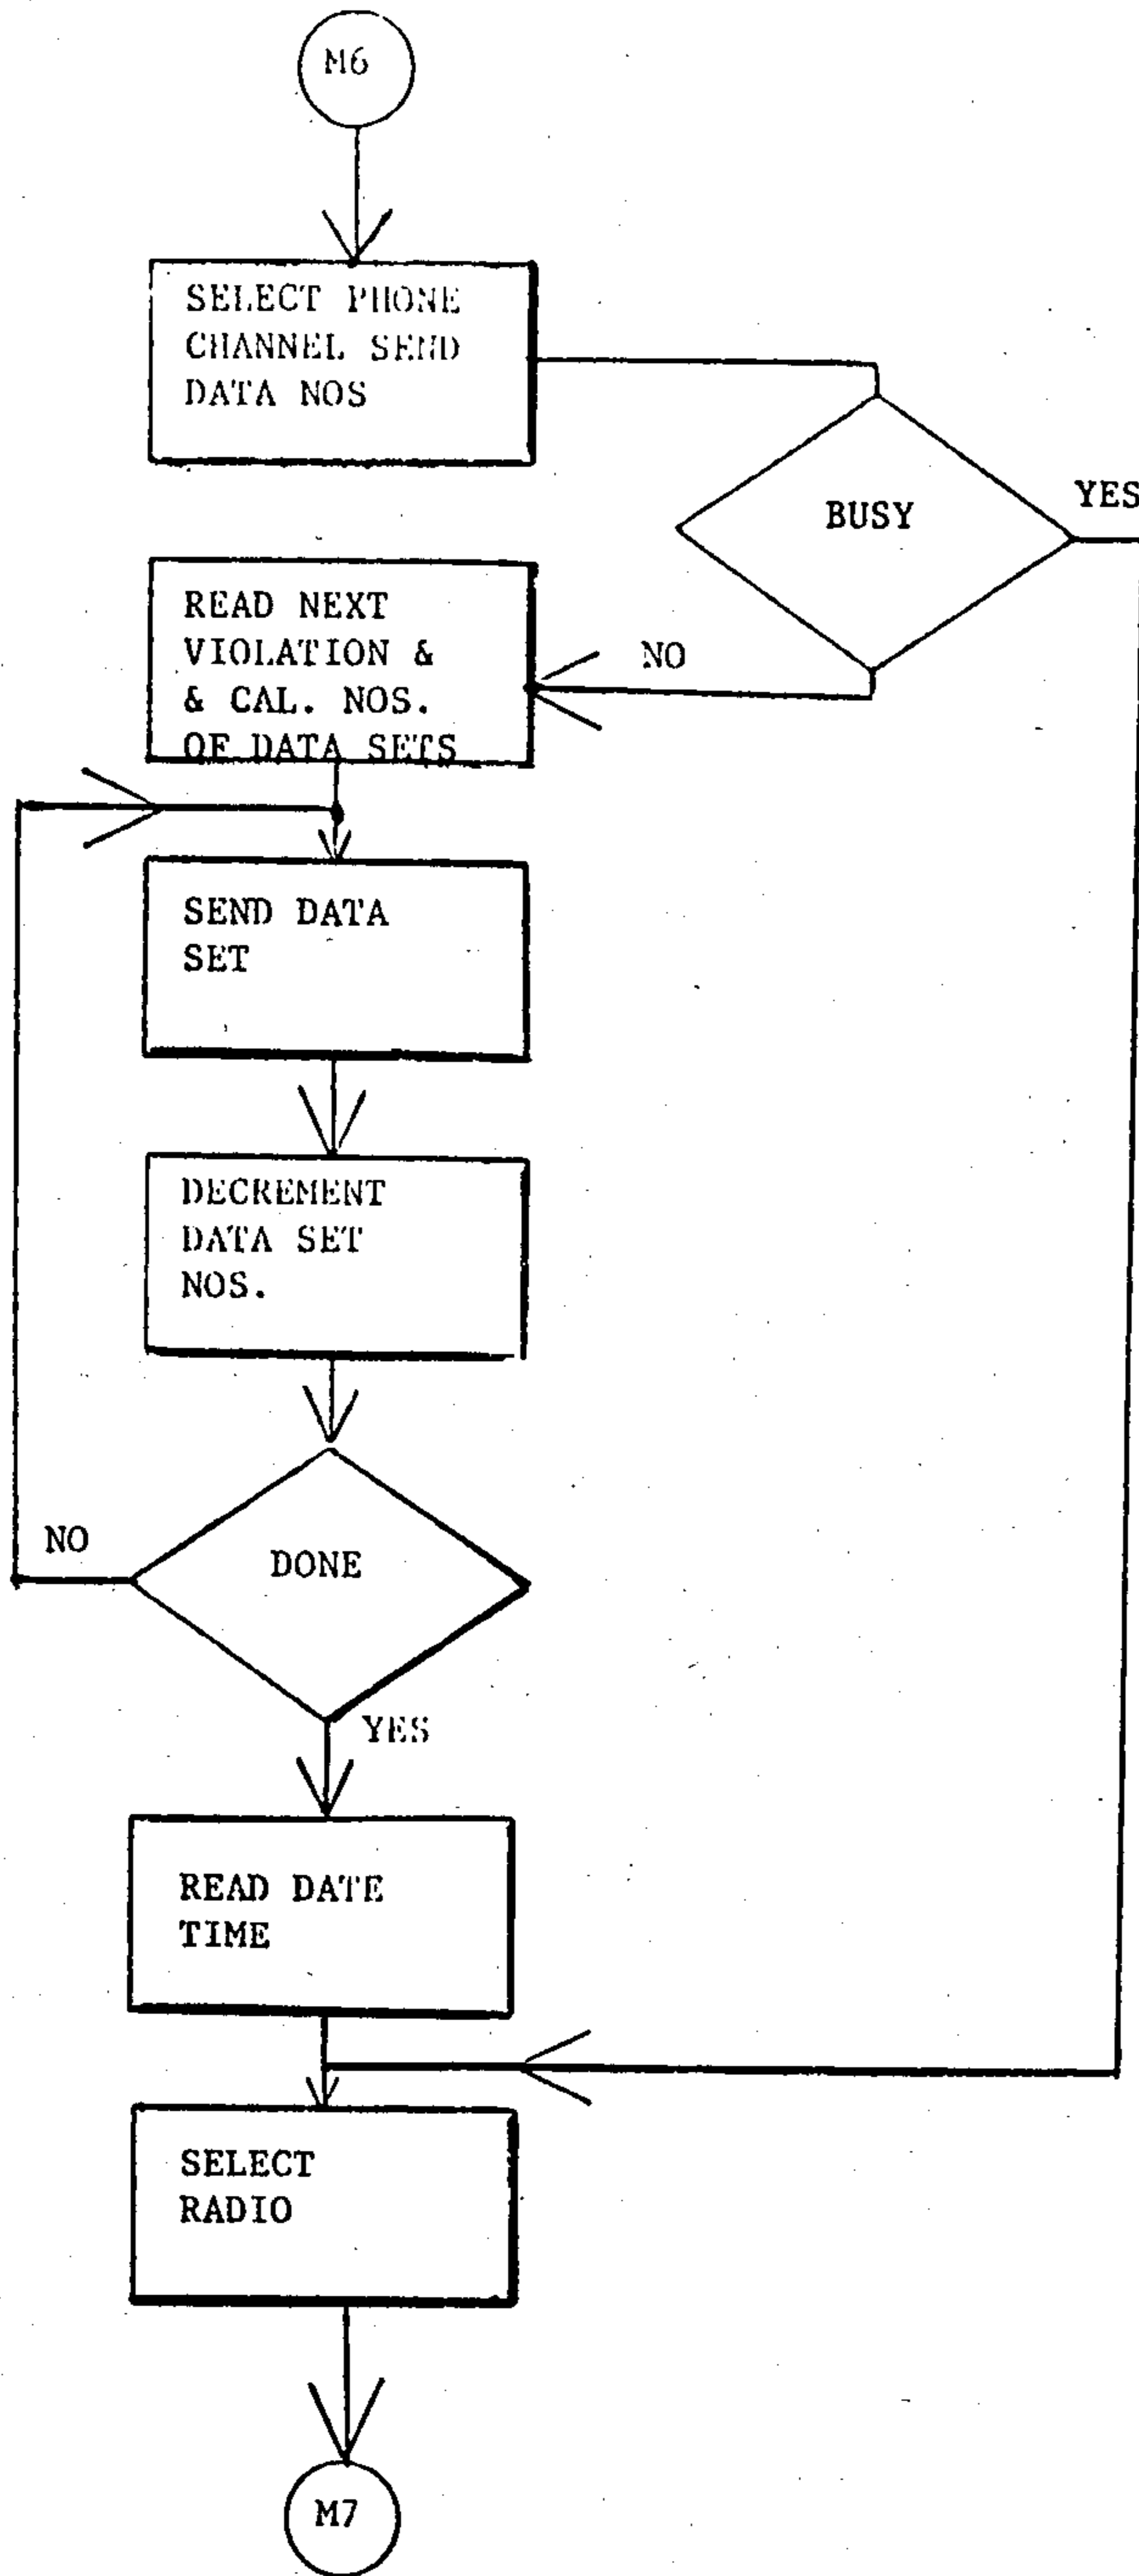 M6
SELECT PHONE
CHANNEL SEND
DATA NOS
BUSY
YES
READ NEXT
VIOLATION &
& CAL. NOS.
OF DATA SETS
NO
SEND DATA
SET
DECREMENT
DATA SET
NOS.
NO
DONE
YES
READ DATE
TIME
SELECT
RADIO
M7